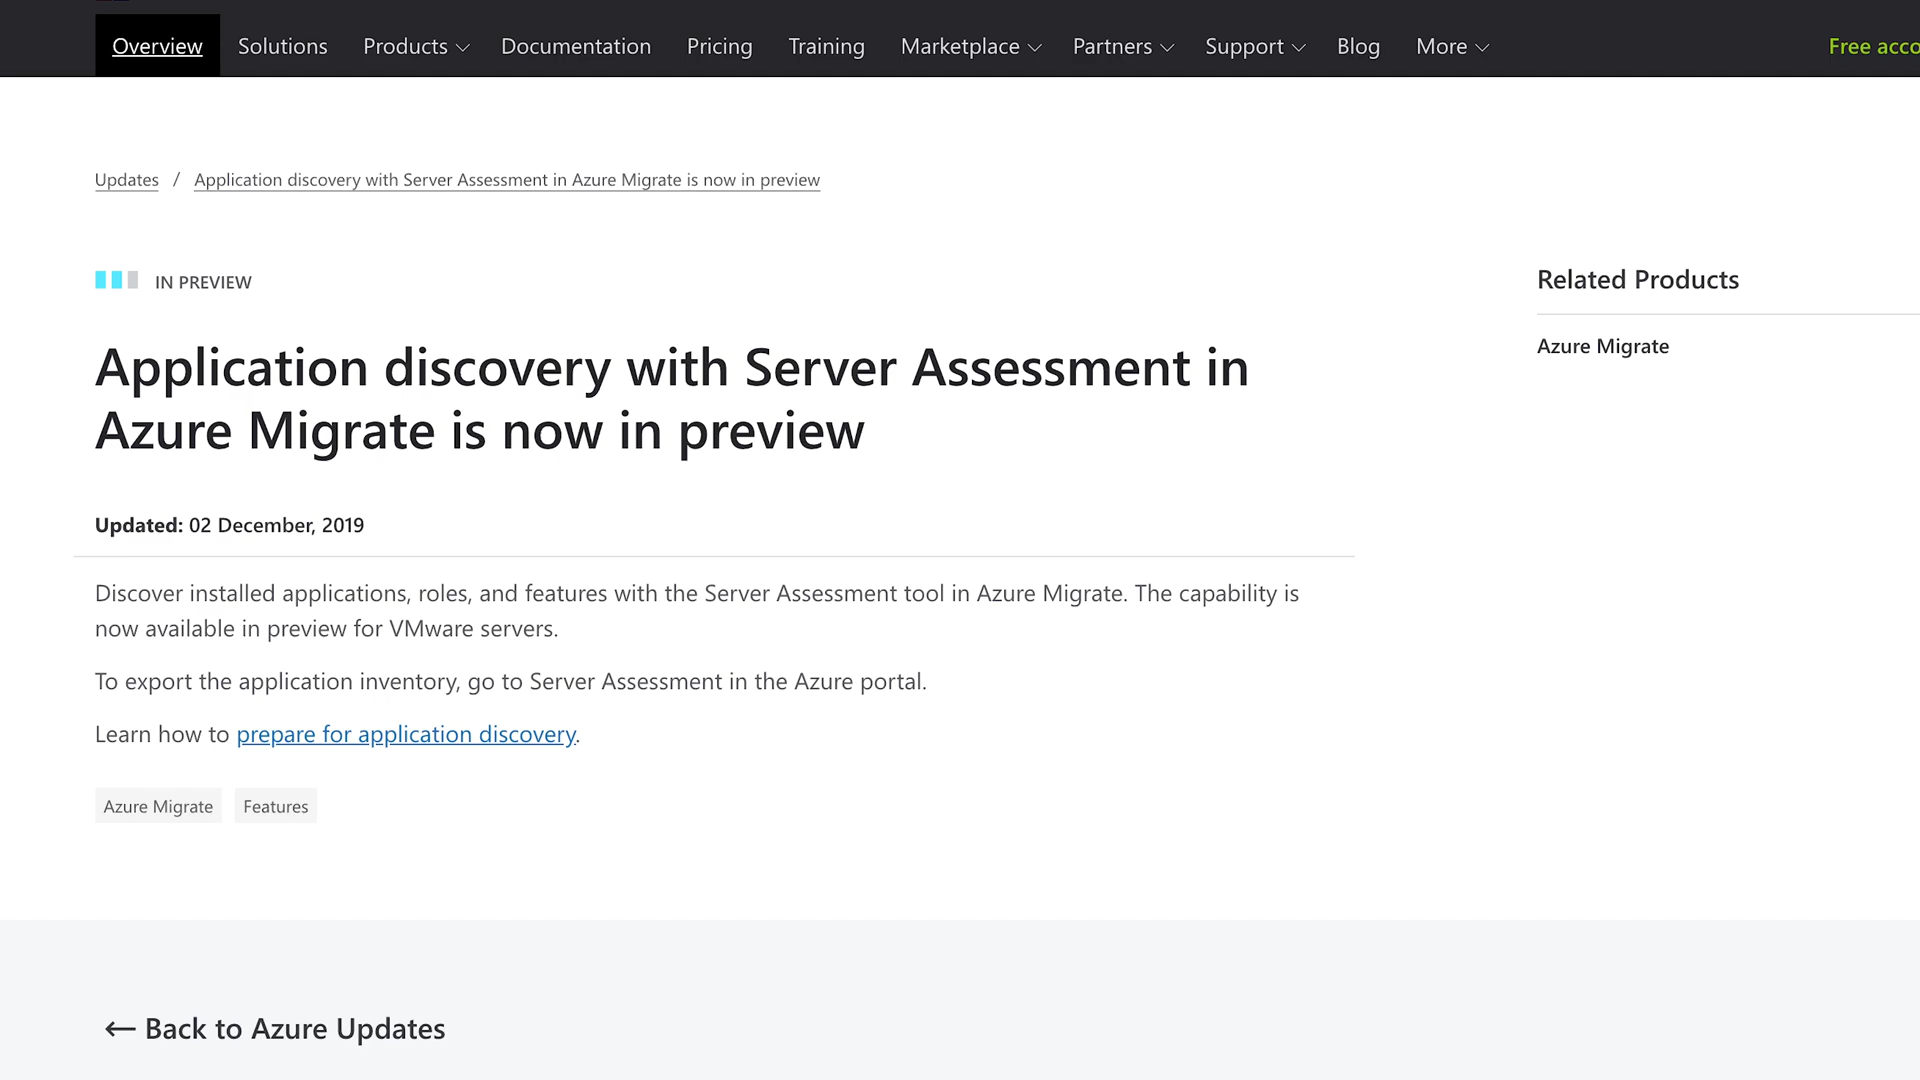 Overview Solutions Products Documentation Pricing Training Marketplace Partners Support Blog More Free acco
Updates / Application discovery with Server Assessment in Azure Migrate is now in preview
IN PREVIEW
Related Products
Application discovery with Server Assessment in
Azure Migrate
Azure Migrate is now in preview
Updated: 02 December, 2019
Discover installed applications, roles, and features with the Server Assessment tool in Azure Migrate. The capability is
now available in preview for VMware servers.
To export the application inventory, go to Server Assessment in the Azure portal.
Learn how to prepare for application discovery.
Azure Migrate Features
← Back to Azure Updates